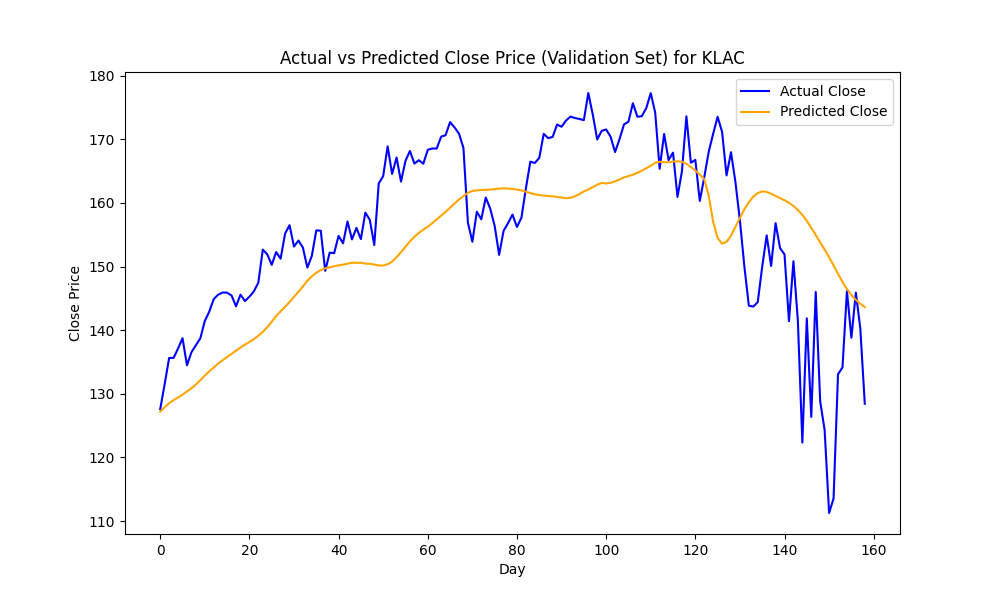 Actual vs Predicted Close Price (Validation Set) for KLAC
Actual Close
Predicted Close
Close Price
180
170
160
150
140
130
120
110
0 20 40 60 80 100 120 140 160
Day